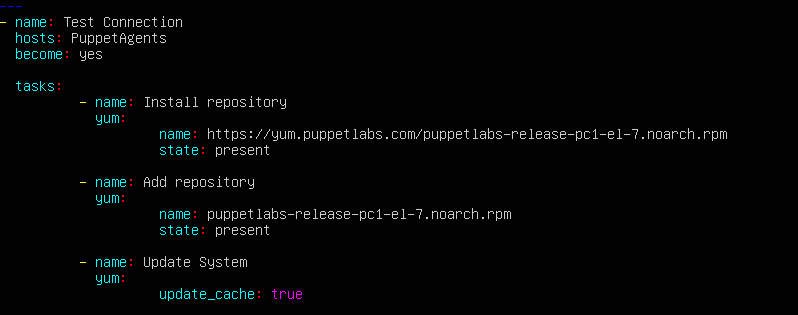 ---
- name: Test Connection
  hosts: PuppetAgents
  become: yes

  tasks:
          - name: Install repository
            yum:
                    name: https://yum.puppetlabs.com/puppetlabs-release-pc1-el-7.noarch.rpm
                    state: present

          - name: Add repository
            yum:
                    name: puppetlabs-release-pc1-el-7.noarch.rpm
                    state: present

          - name: Update System
            yum:
                    update_cache: true